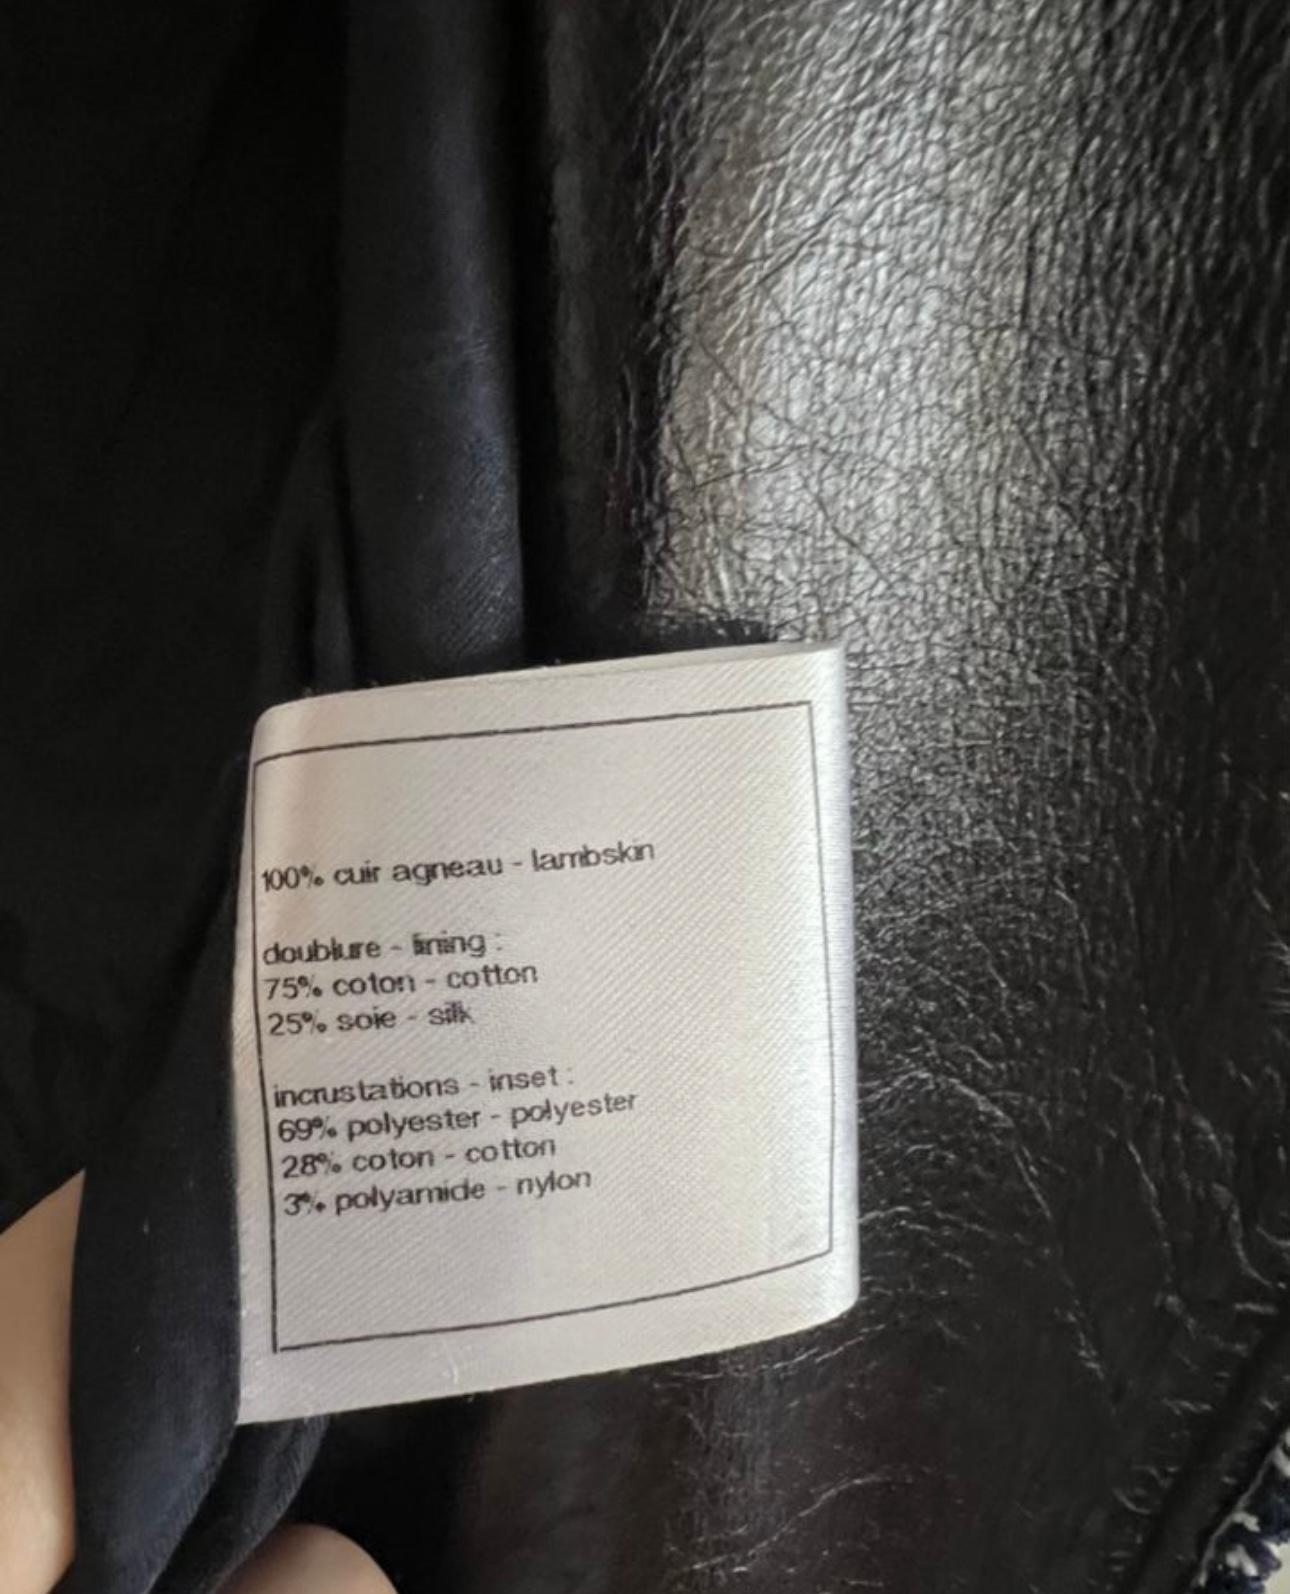 100% cuir agneau - lambskin
doublure - lining :
75% coton - cotton
25% soie - silk
incrustations - inset :
69% polyester - polyester
28% coton - cotton
3% polyamide - nylon